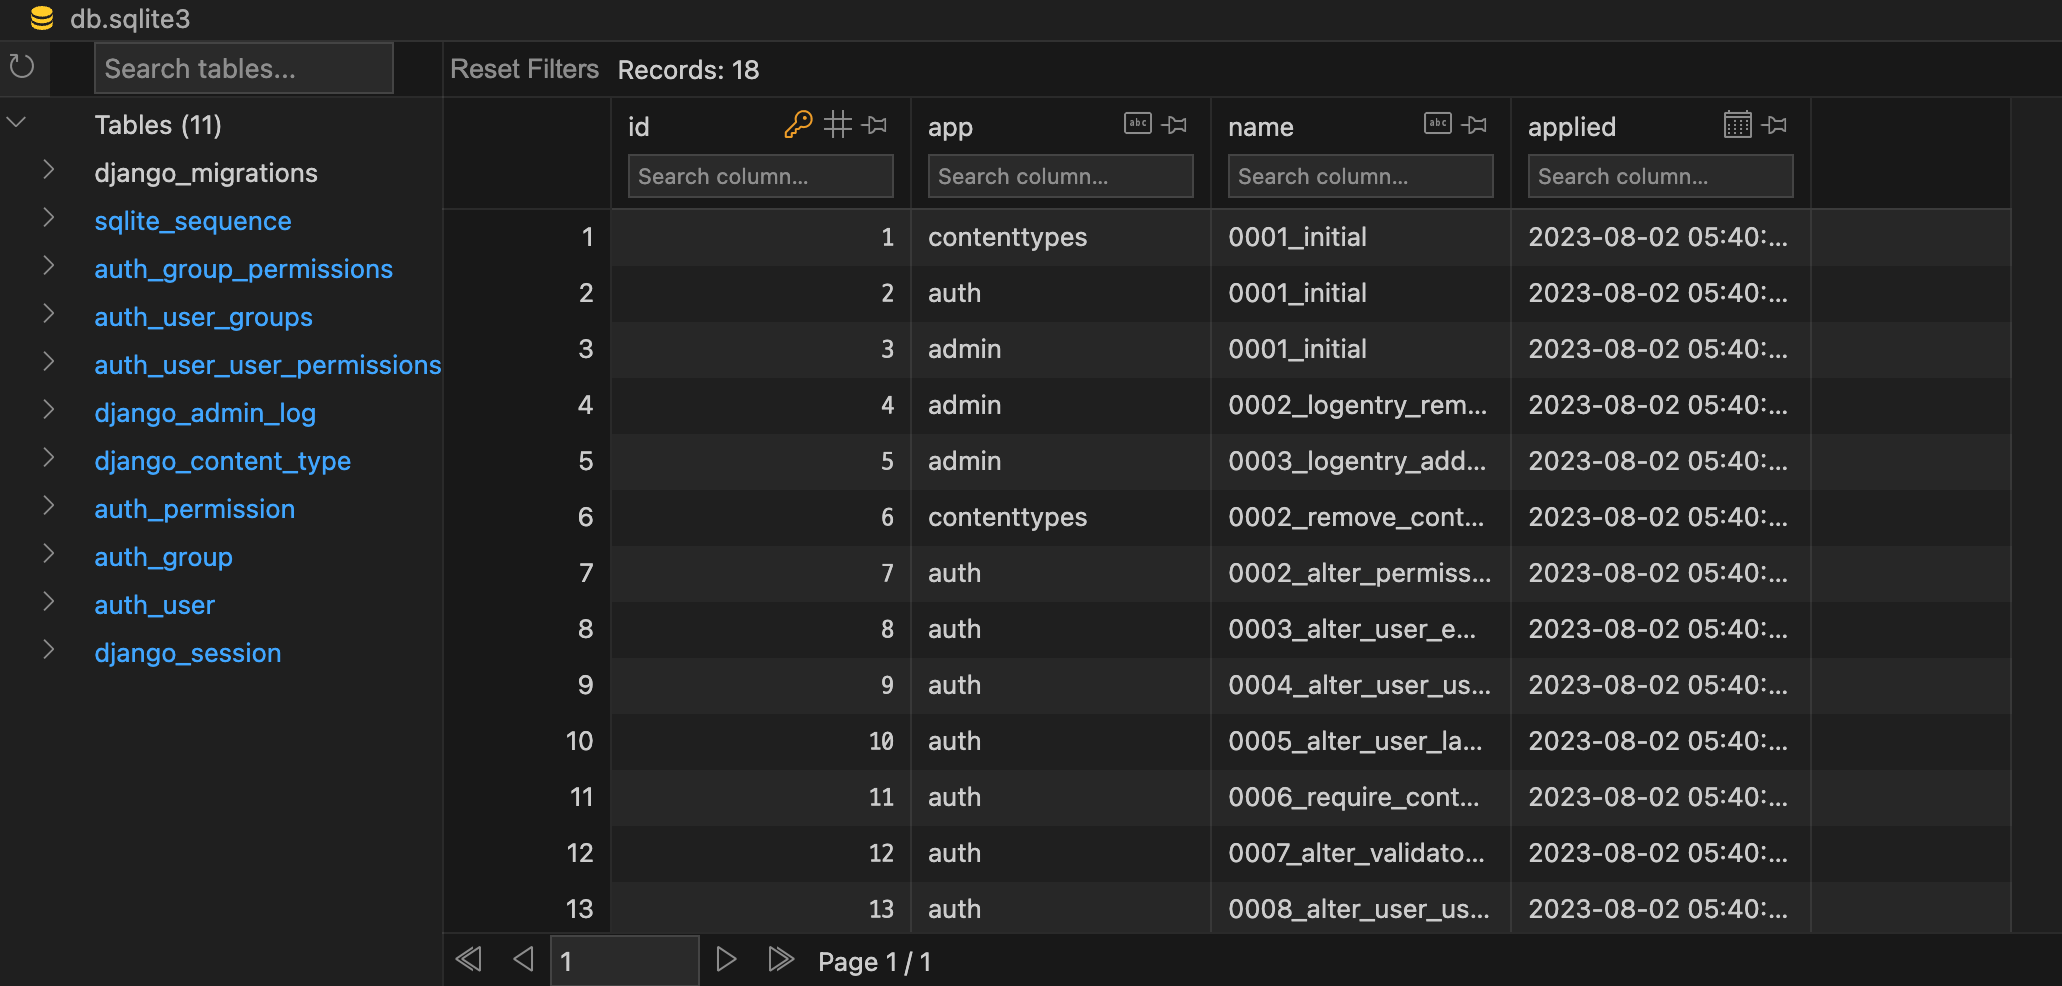 db.sqlite3
Search tables...
Reset Filters Records: 18
Tables (11)
django_migrations
sqlite_sequence
auth_group_permissions
auth_user_groups
auth_user_user_permissions
django_admin_log
django_content_type
auth_permission
auth_group
auth_user
django_session
id app abc name abc applied
Search column... Search column... Search column... Search column...
1 1 contenttypes 0001_initial 2023-08-02 05:40:...
2 2 auth 0001_initial 2023-08-02 05:40:...
3 3 admin 0001_initial 2023-08-02 05:40:...
4 4 admin 0002_logentry_rem... 2023-08-02 05:40:...
5 5 admin 0003_logentry_add... 2023-08-02 05:40:...
6 6 contenttypes 0002_remove_cont... 2023-08-02 05:40:...
7 7 auth 0002_alter_permiss... 2023-08-02 05:40:...
8 8 auth 0003_alter_user_e... 2023-08-02 05:40:...
9 9 auth 0004_alter_user_us... 2023-08-02 05:40:...
10 10 auth 0005_alter_user_la... 2023-08-02 05:40:...
11 11 auth 0006_require_cont... 2023-08-02 05:40:...
12 12 auth 0007_alter_validato... 2023-08-02 05:40:...
13 13 auth 0008_alter_user_us... 2023-08-02 05:40:...
1 Page 1 / 1